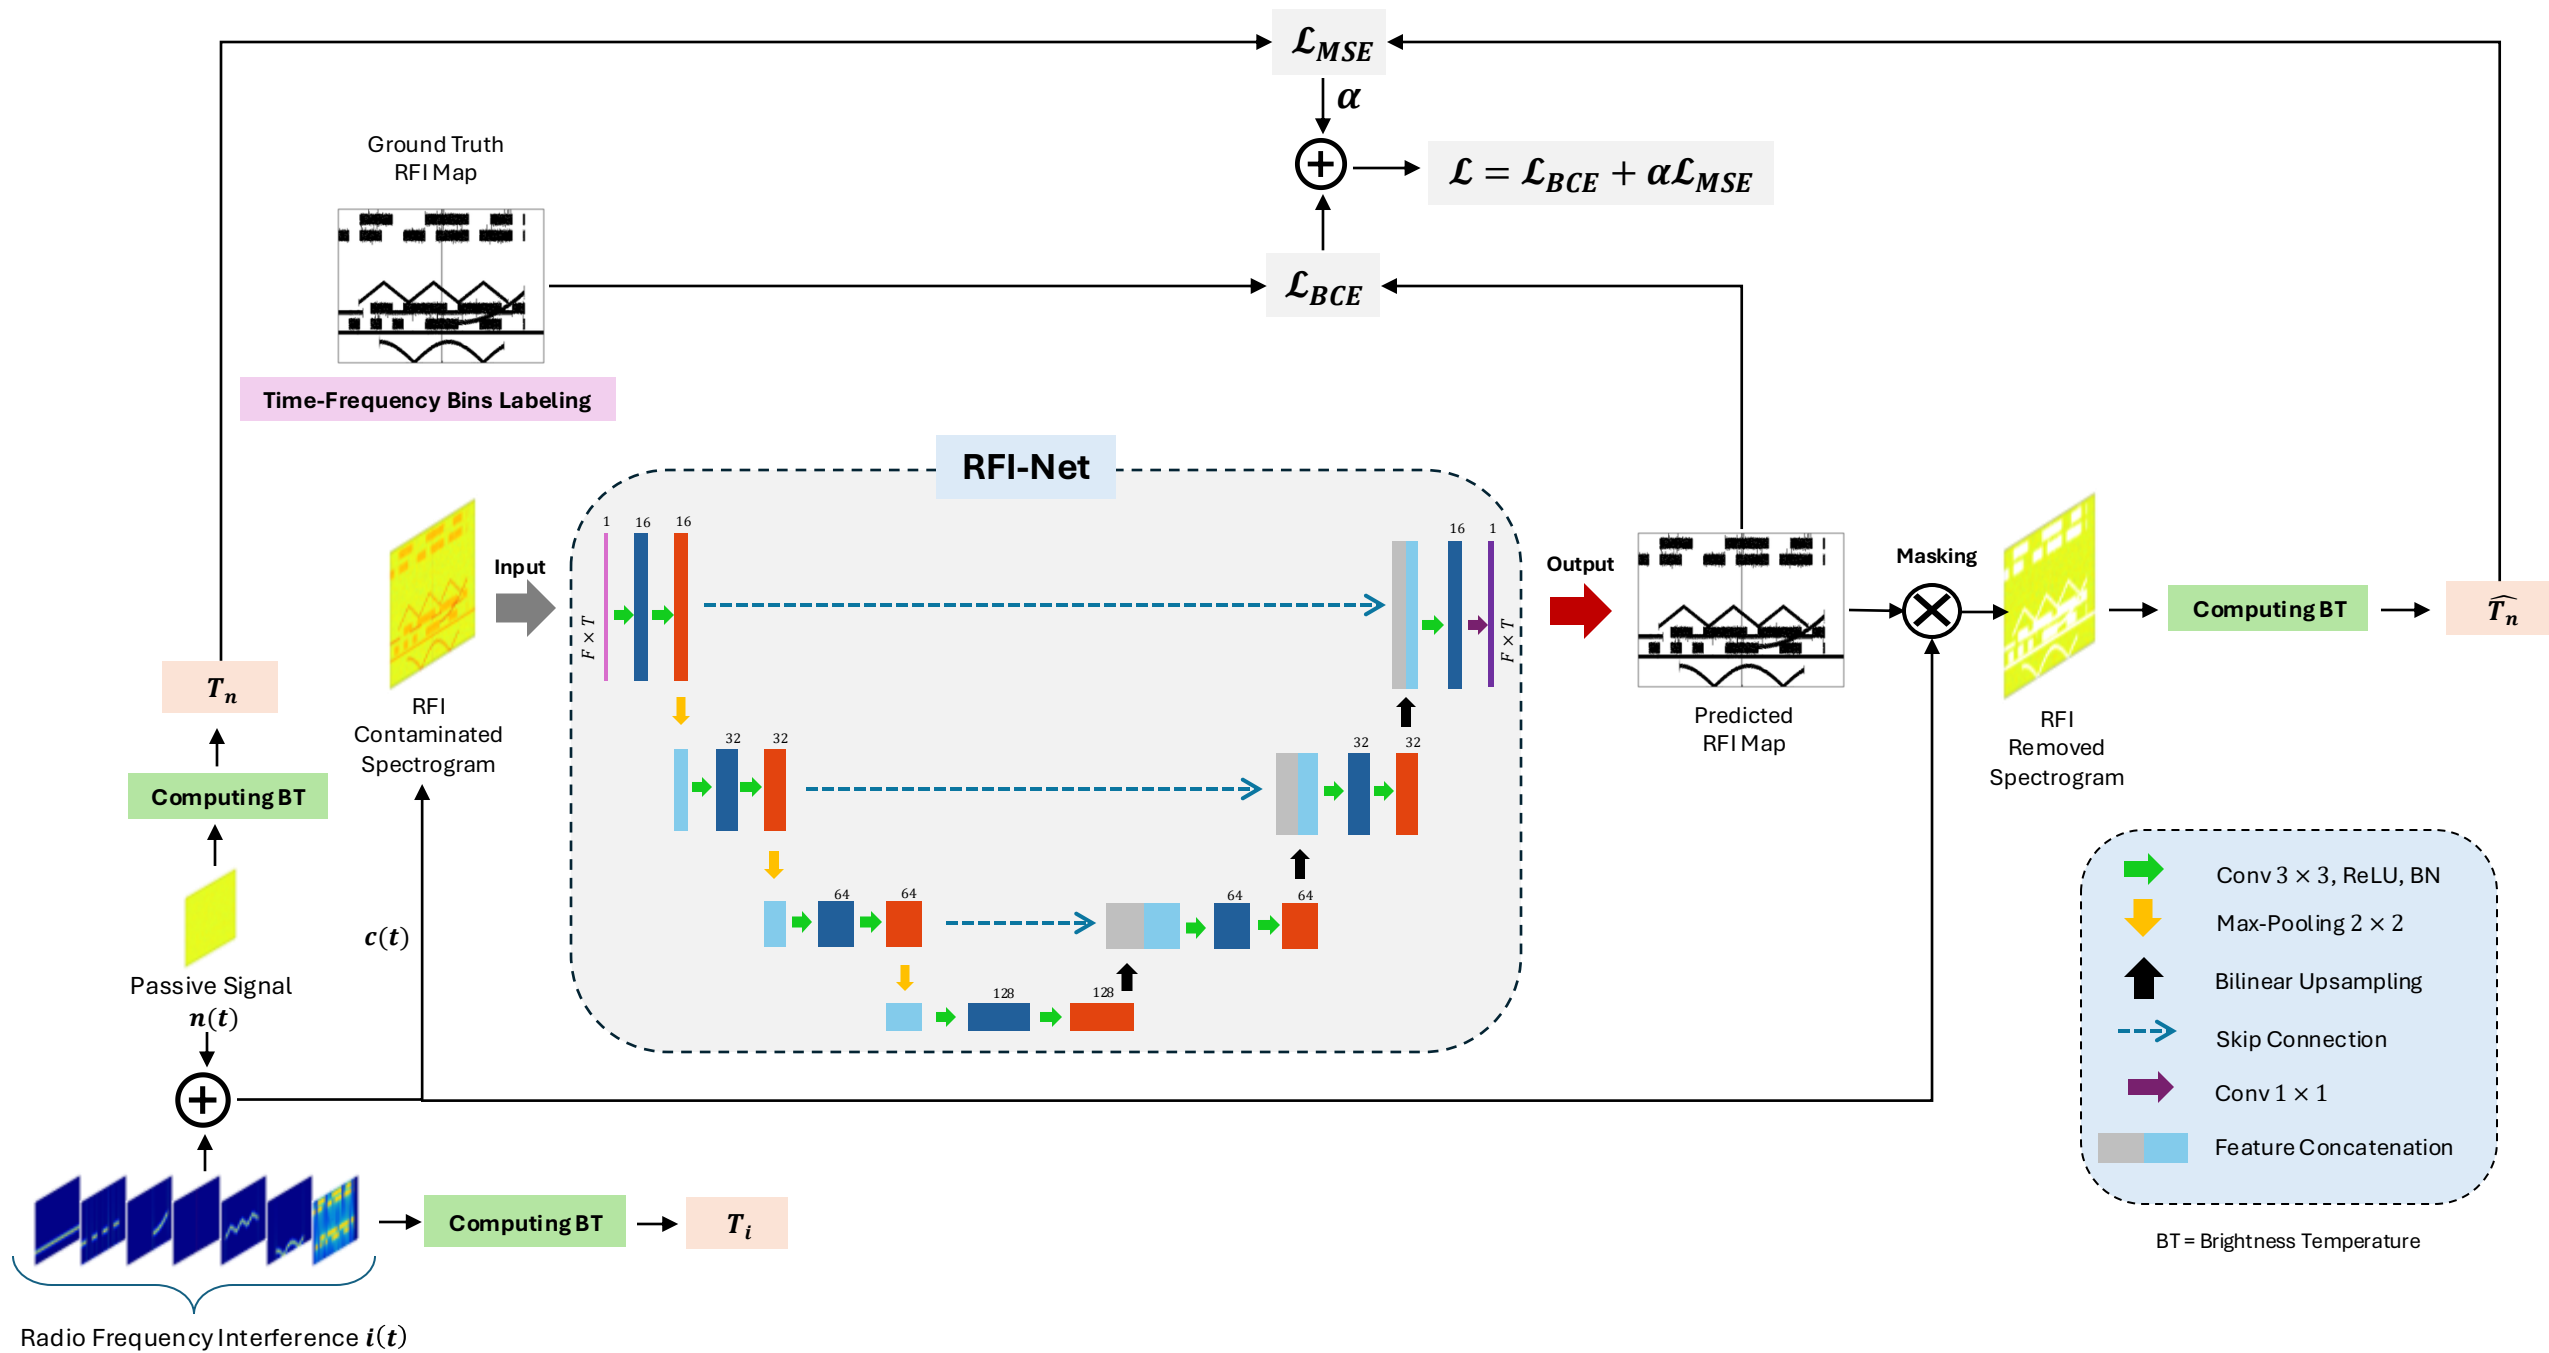 ℒ_MSE
α
ℒ = ℒ_BCE + αℒ_MSE
Ground Truth
RFI Map
ℒ_BCE
Time-Frequency Bins Labeling
RFI-Net
1
16
16
F × T
16
1
F × T
Input
Output
Masking
Computing BT
T̂_n
T_n
RFI
Contaminated
Spectrogram
Predicted
RFI Map
RFI
Removed
Spectrogram
32
32
32
32
Computing BT
64
64
64
64
128
128
c(t)
Passive Signal
n(t)
Conv 3 × 3, ReLU, BN
Max-Pooling 2 × 2
Bilinear Upsampling
Skip Connection
Conv 1 × 1
Feature Concatenation
BT = Brightness Temperature
Computing BT
T_i
Radio Frequency Interference i(t)